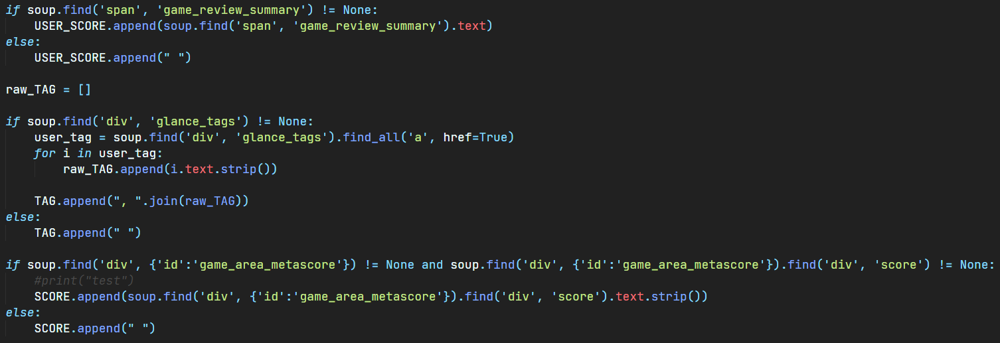 if soup.find('span', 'game_review_summary') != None:
    USER_SCORE.append(soup.find('span', 'game_review_summary').text)
else:
    USER_SCORE.append(" ")

raw_TAG = []

if soup.find('div', 'glance_tags') != None:
    user_tag = soup.find('div', 'glance_tags').find_all('a', href=True)
    for i in user_tag:
        raw_TAG.append(i.text.strip())

    TAG.append(", ".join(raw_TAG))
else:
    TAG.append(" ")

if soup.find('div', {'id':'game_area_metascore'}) != None and soup.find('div', {'id':'game_area_metascore'}).find('div', 'score') != None:
    #print("test")
    SCORE.append(soup.find('div', {'id':'game_area_metascore'}).find('div', 'score').text.strip())
else:
    SCORE.append(" ")